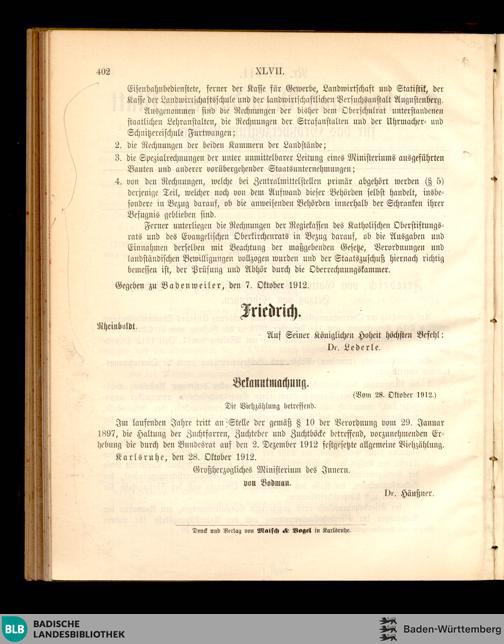 402 XLVII.
Eisenbahnbedienstete, ferner der Kasse für Gewerbe, Landwirtschaft und Statistik, der
Kasse der Landwirtschaftsschule und der landwirtschaftlichen Versuchsanstalt Augustenberg.
Ausgenommen sind die Rechnungen der bisher dem Oberschulrat unterstandenen
staatlichen Lehranstalten, die Rechnungen der Strafanstalten und der Uhrmacher- und
Schnitzereischule Furtwangen;
2. die Rechnungen der beiden Kammern der Landstände;
3. die Spezialrechnungen der unter unmittelbarer Leitung eines Ministeriums ausgeführten
Bauten und anderer vorübergehender Staatsunternehmungen;
4. von den Rechnungen, welche bei Zentralmittelstellen primär abgehört werden (§ 5)
derjenige Teil, welcher noch von dem Aufwand dieser Behörden selbst handelt, insbe-
sondere in Bezug darauf, ob die anweisenden Behörden innerhalb der Schranken ihrer
Befugnis geblieben sind.
Ferner unterliegen die Rechnungen der Regiekassen des Katholischen Oberstiftungs-
rats und des Evangelischen Oberkirchenrats in Bezug darauf, ob die Ausgaben und
Einnahmen derselben mit Beachtung der maßgebenden Gesetze, Verordnungen und
landständischen Bewilligungen vollzogen wurden und der Staatszuschuß hiernach richtig
bemessen ist, der Prüfung und Abhör durch die Oberrechnungskammer.
Gegeben zu Badenweiler, den 7. Oktober 1912.
Friedrich.
Rheinboldt.
Auf Seiner Königlichen Hoheit höchsten Befehl:
Dr. Lederle.
Bekanntmachung.
(Vom 28. Oktober 1912.)
Die Viehzählung betreffend.
Im laufenden Jahre tritt an Stelle der gemäß § 10 der Verordnung vom 29. Januar
1897, die Haltung der Zuchtfarren, Zuchteber und Zuchtböcke betreffend, vorzunehmenden Er-
hebung die durch den Bundesrat auf den 2. Dezember 1912 festgesetzte allgemeine Viehzählung.
Karlsruhe, den 28. Oktober 1912.
Großherzogliches Ministerium des Innern.
von Bodman.
Dr. Häußner.
Druck und Verlag von Malsch & Vogel in Karlsruhe.
BLB BADISCHE
LANDESBIBLIOTHEK
Baden-Württemberg